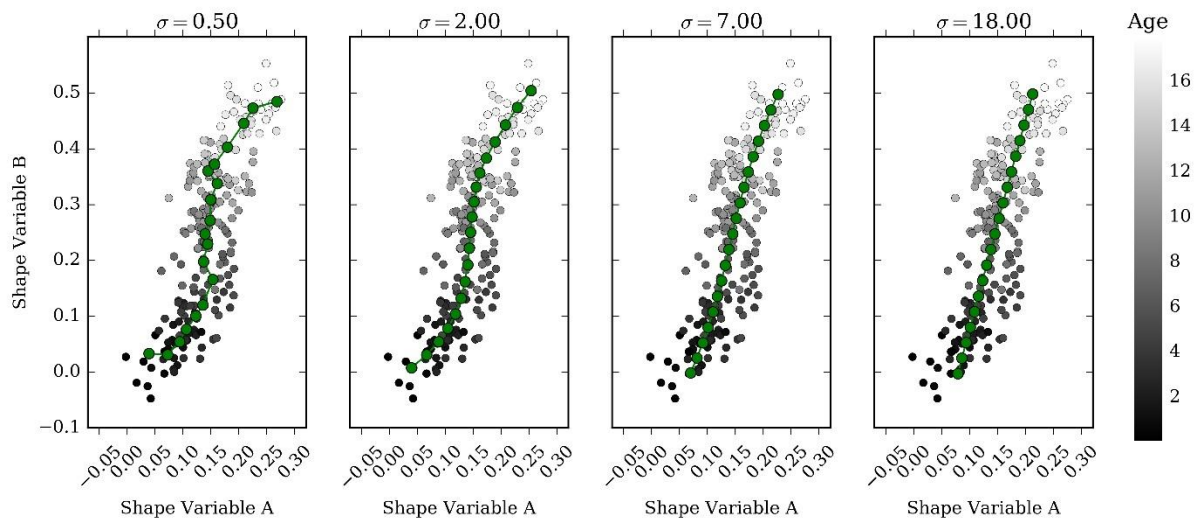 σ = 0.50
σ = 2.00
σ = 7.00
σ = 18.00
Age
Shape Variable B
0.5
0.4
0.3
0.2
0.1
0.0
−0.1
16
14
12
10
8
6
4
2
−0.05 0.00 0.05 0.10 0.15 0.20 0.25 0.30
−0.05 0.00 0.05 0.10 0.15 0.20 0.25 0.30
−0.05 0.00 0.05 0.10 0.15 0.20 0.25 0.30
−0.05 0.00 0.05 0.10 0.15 0.20 0.25 0.30
Shape Variable A
Shape Variable A
Shape Variable A
Shape Variable A